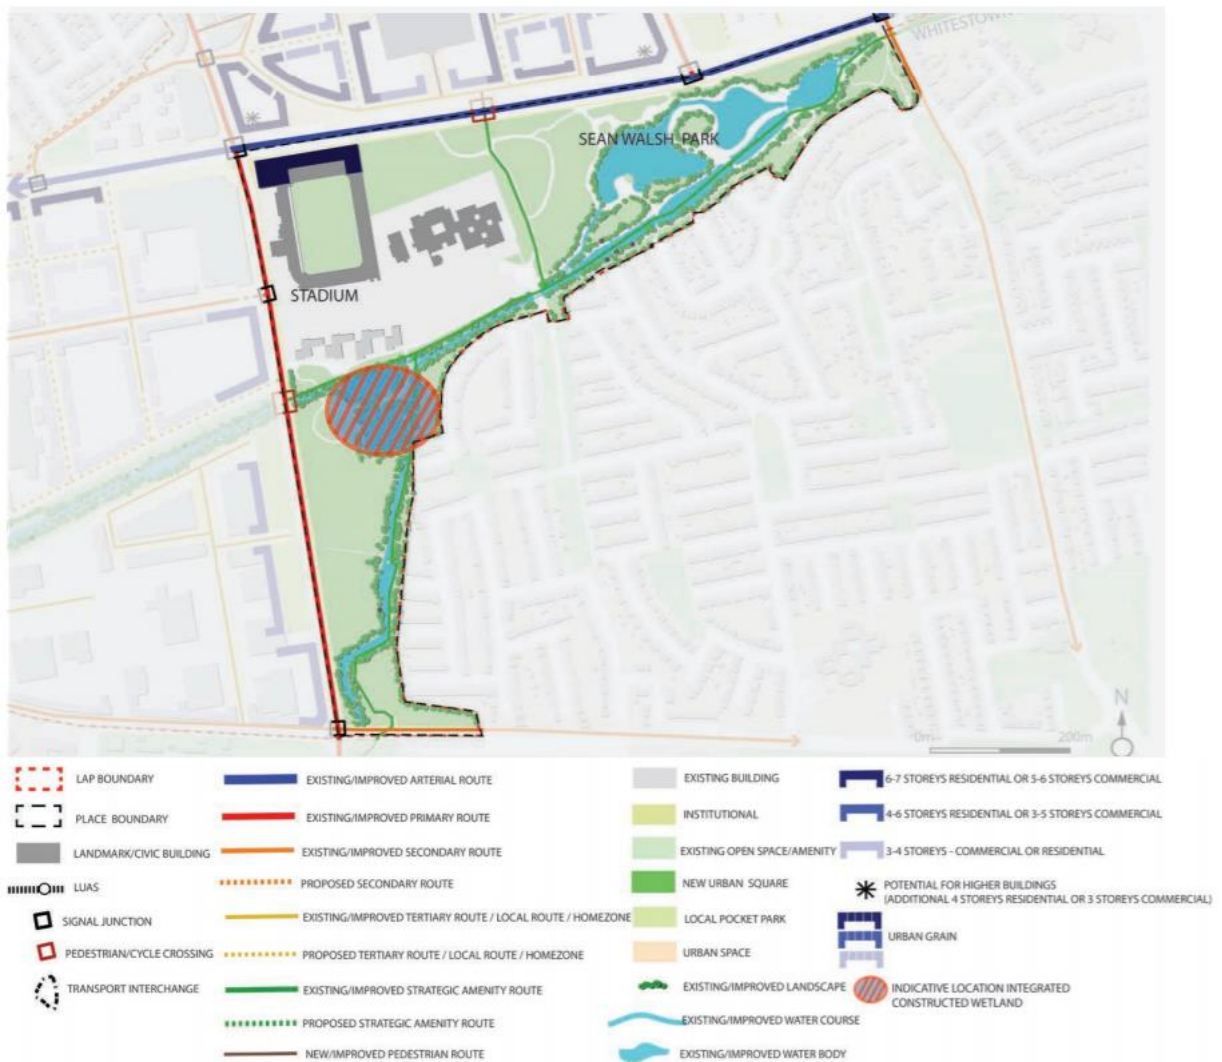 WHITESTOWN
SEAN WALSH PARK
STADIUM
N
0m 200m
LAP BOUNDARY
PLACE BOUNDARY
LANDMARK/CIVIC BUILDING
LUAS
SIGNAL JUNCTION
PEDESTRIAN/CYCLE CROSSING
TRANSPORT INTERCHANGE
EXISTING/IMPROVED ARTERIAL ROUTE
EXISTING/IMPROVED PRIMARY ROUTE
EXISTING/IMPROVED SECONDARY ROUTE
PROPOSED SECONDARY ROUTE
EXISTING/IMPROVED TERTIARY ROUTE / LOCAL ROUTE / HOMEZONE
PROPOSED TERTIARY ROUTE / LOCAL ROUTE / HOMEZONE
EXISTING/IMPROVED STRATEGIC AMENITY ROUTE
PROPOSED STRATEGIC AMENITY ROUTE
NEW/IMPROVED PEDESTRIAN ROUTE
EXISTING BUILDING
INSTITUTIONAL
EXISTING OPEN SPACE/AMENITY
NEW URBAN SQUARE
LOCAL POCKET PARK
URBAN SPACE
EXISTING/IMPROVED LANDSCAPE
EXISTING/IMPROVED WATER COURSE
EXISTING/IMPROVED WATER BODY
6-7 STOREYS RESIDENTIAL OR 5-6 STOREYS COMMERCIAL
4-6 STOREYS RESIDENTIAL OR 3-5 STOREYS COMMERCIAL
3-4 STOREYS - COMMERCIAL OR RESIDENTIAL
POTENTIAL FOR HIGHER BUILDINGS
(ADDITIONAL 4 STOREYS RESIDENTIAL OR 3 STOREYS COMMERCIAL)
URBAN GRAIN
INDICATIVE LOCATION INTEGRATED
CONSTRUCTED WETLAND